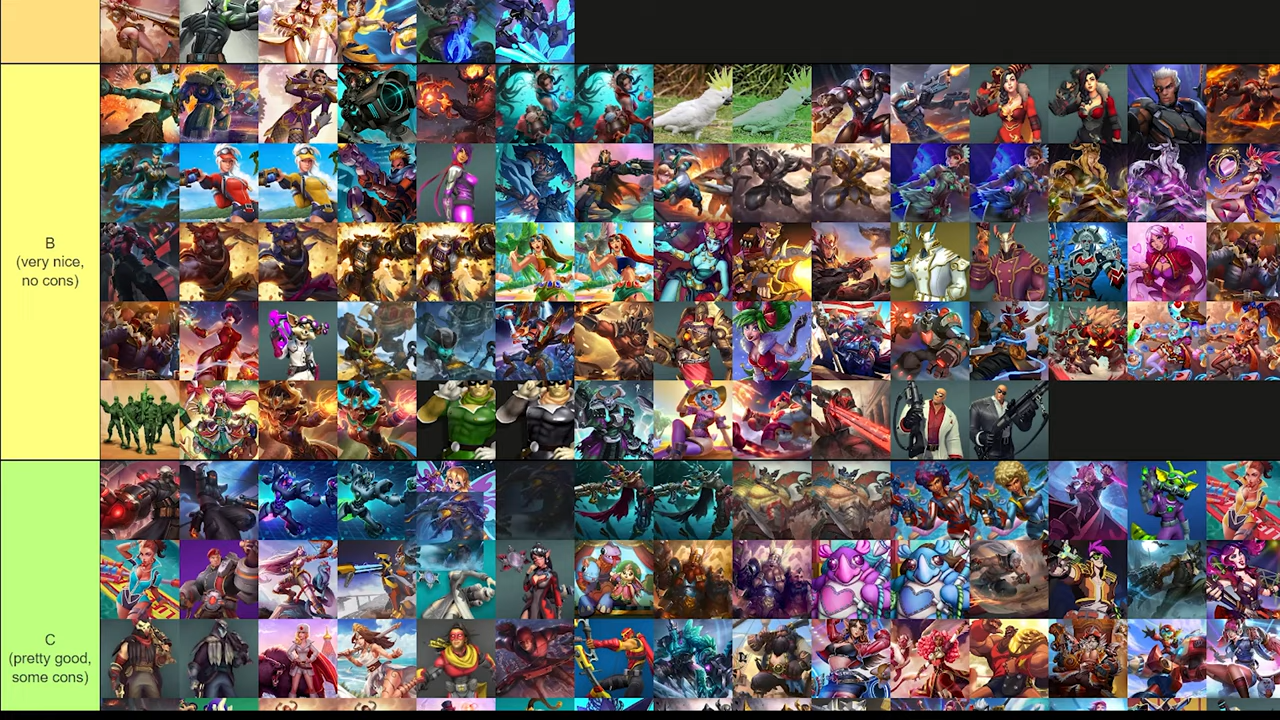 B
(very nice,
no cons)
C
(pretty good,
some cons)